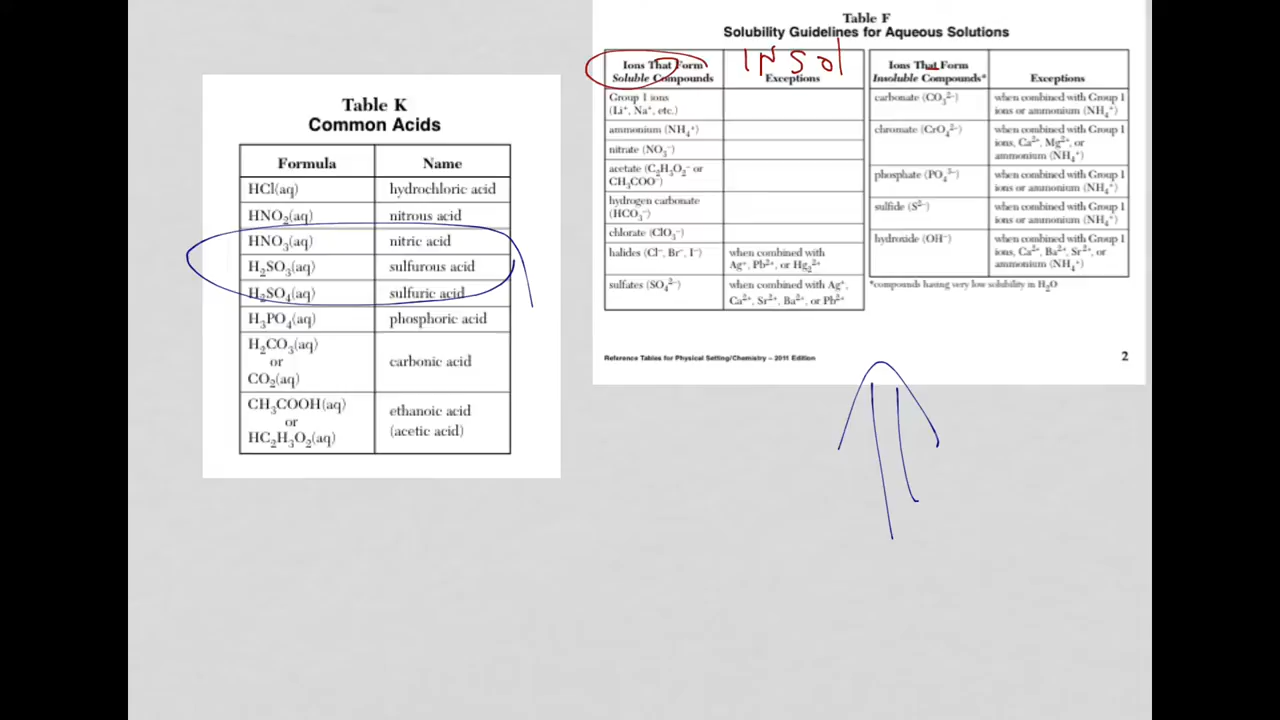 Table K
Common Acids
Formula Name
HCl(aq) hydrochloric acid
HNO₂(aq) nitrous acid
HNO₃(aq) nitric acid
H₂SO₃(aq) sulfurous acid
H₂SO₄(aq) sulfuric acid
H₃PO₄(aq) phosphoric acid
H₂CO₃(aq)
or
CO₂(aq)
carbonic acid
CH₃COOH(aq)
or
HC₂H₃O₂(aq)
ethanoic acid
(acetic acid)
Table F
Solubility Guidelines for Aqueous Solutions
Ions That Form
Soluble Compounds
INSol
Exceptions
Group 1 ions
(Li⁺, Na⁺, etc.)
ammonium (NH₄⁺)
nitrate (NO₃⁻)
acetate (C₂H₃O₂⁻ or
CH₃COO⁻)
hydrogen carbonate
(HCO₃⁻)
chlorate (ClO₃⁻)
halides (Cl⁻, Br⁻, I⁻)
when combined with
Ag⁺, Pb²⁺, or Hg₂²⁺
sulfates (SO₄²⁻)
when combined with Ag⁺,
Ca²⁺, Sr²⁺, Ba²⁺, or Pb²⁺
Ions That Form
Insoluble Compounds*
Exceptions
carbonate (CO₃²⁻)
when combined with Group 1
ions or ammonium (NH₄⁺)
chromate (CrO₄²⁻)
when combined with Group 1
ions, Ca²⁺, Mg²⁺, or
ammonium (NH₄⁺)
phosphate (PO₄³⁻)
when combined with Group 1
ions or ammonium (NH₄⁺)
sulfide (S²⁻)
when combined with Group 1
ions or ammonium (NH₄⁺)
hydroxide (OH⁻)
when combined with Group 1
ions, Ca²⁺, Ba²⁺, Sr²⁺, or
ammonium (NH₄⁺)
*compounds having very low solubility in H₂O
Reference Tables for Physical Setting/Chemistry – 2011 Edition
2